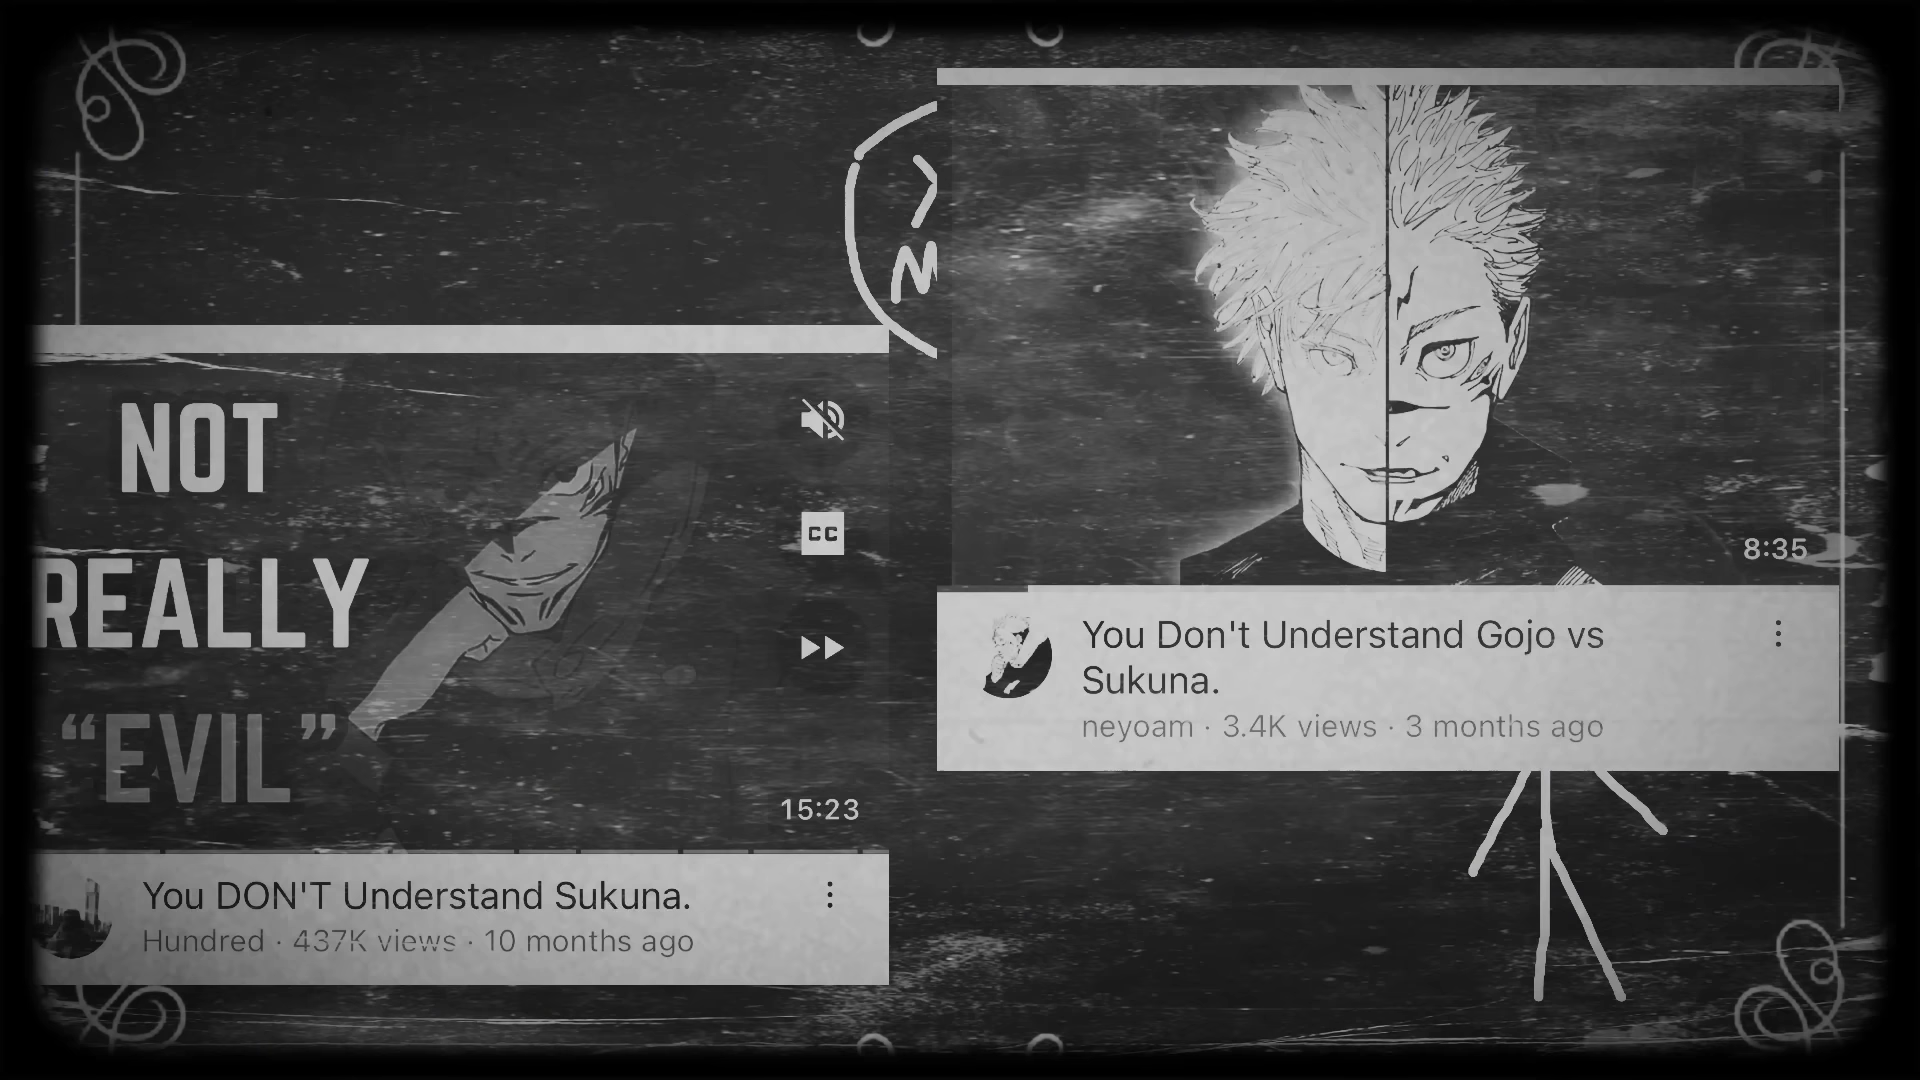 NOT
REALLY
“EVIL”
CC
15:23
You DON'T Understand Sukuna.
Hundred · 437K views · 10 months ago
8:35
You Don't Understand Gojo vs
Sukuna.
neyoam · 3.4K views · 3 months ago